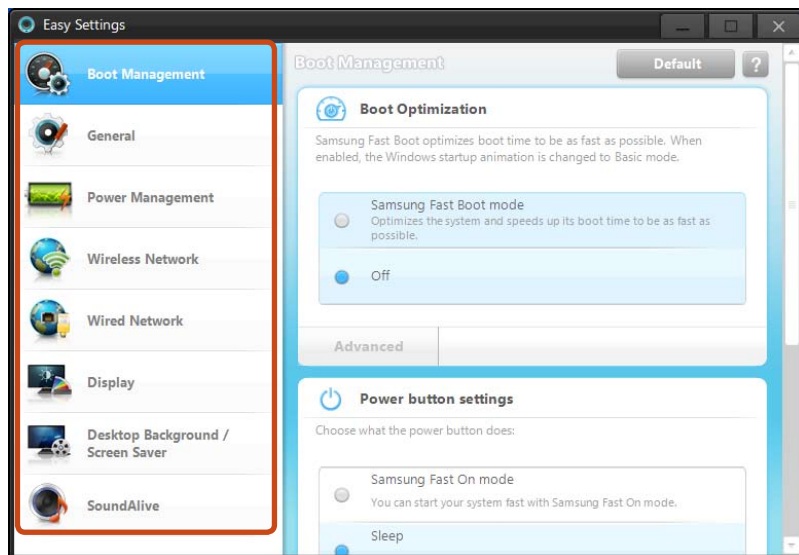 Easy Settings
Boot Management
General
Power Management
Wireless Network
Wired Network
Display
Desktop Background /
Screen Saver
SoundAlive
Boot Management
Default
?
Boot Optimization
Samsung Fast Boot optimizes boot time to be as fast as possible. When
enabled, the Windows startup animation is changed to Basic mode.
Samsung Fast Boot mode
Optimizes the system and speeds up its boot time to be as fast as
possible.
Off
Advanced
Power button settings
Choose what the power button does:
Samsung Fast On mode
You can start your system fast with Samsung Fast On mode.
Sleep